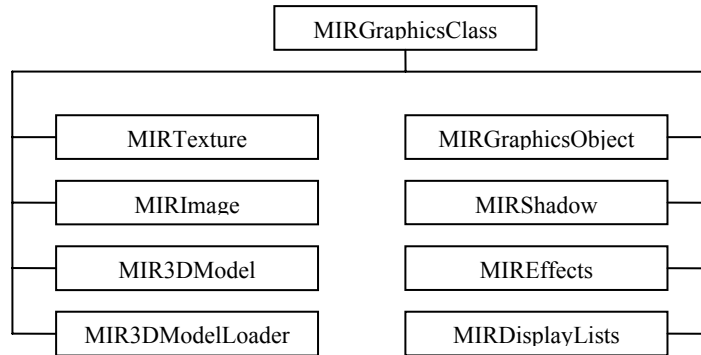 MIRGraphicsClass
MIRTexture
MIRGraphicsObject
MIRImage
MIRShadow
MIR3DModel
MIREffects
MIR3DModelLoader
MIRDisplayLists